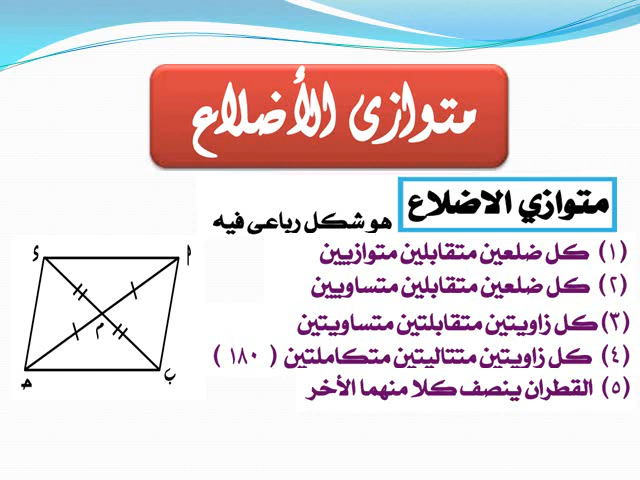 متوازى الأضلاع
متوازي الاضلاع هو شكل رباعى فيه
(١) كل ضلعين متقابلين متوازيين
(٢) كل ضلعين متقابلين متساويين
(٣) كل زاويتين متقابلتين متساويتين
(٤) كل زاويتين متتاليتين متكاملتين ( ١٨٠ )
(٥) القطران ينصف كلا منهما الأخر
أ
ء
م
ب
جـ